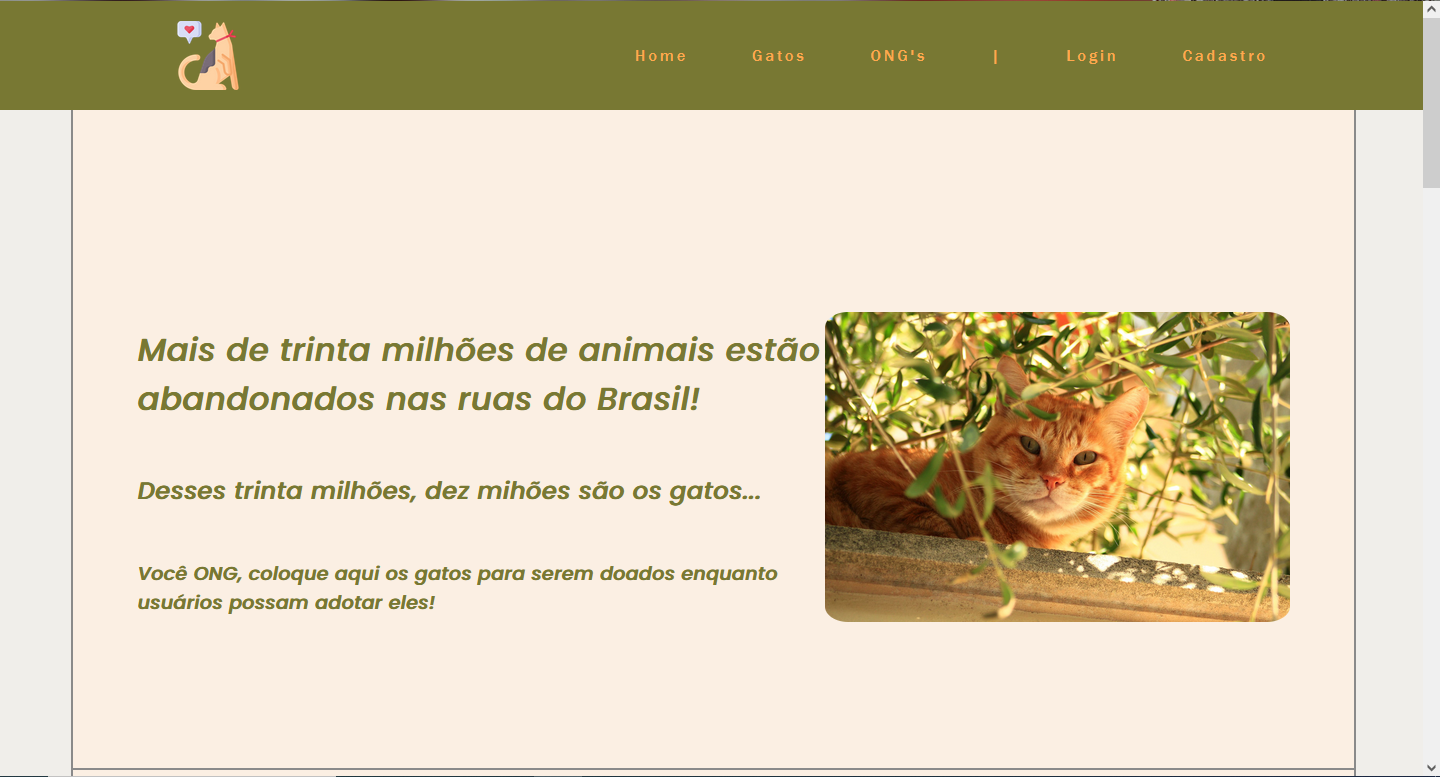 Home Gatos ONG's | Login Cadastro
Mais de trinta milhões de animais estão
abandonados nas ruas do Brasil!
Desses trinta milhões, dez mihões são os gatos...
Você ONG, coloque aqui os gatos para serem doados enquanto
usuários possam adotar eles!